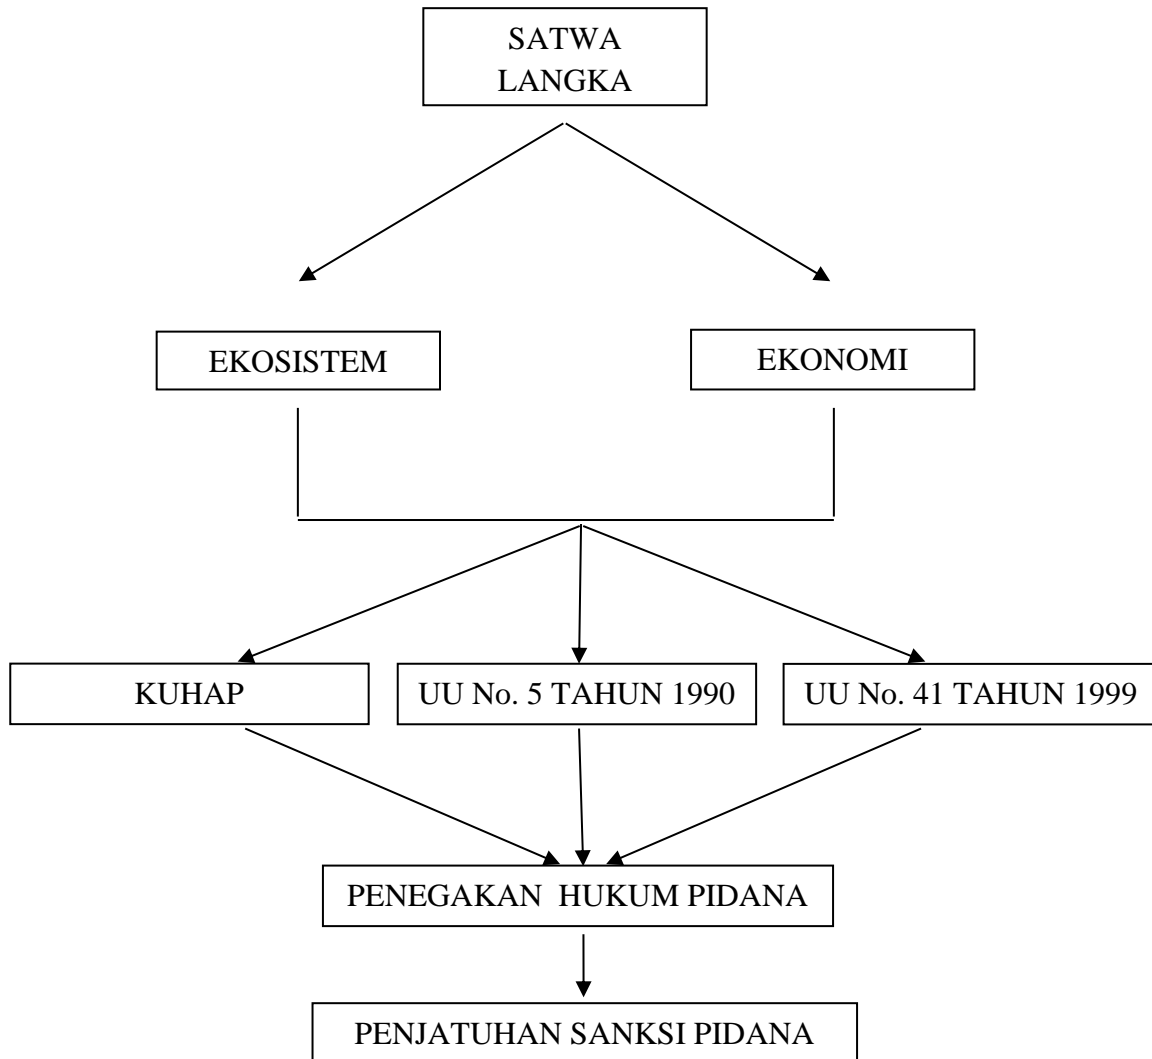 SATWA
LANGKA
EKOSISTEM
EKONOMI
KUHAP
UU No. 5 TAHUN 1990
UU No. 41 TAHUN 1999
PENEGAKAN HUKUM PIDANA
PENJATUHAN SANKSI PIDANA